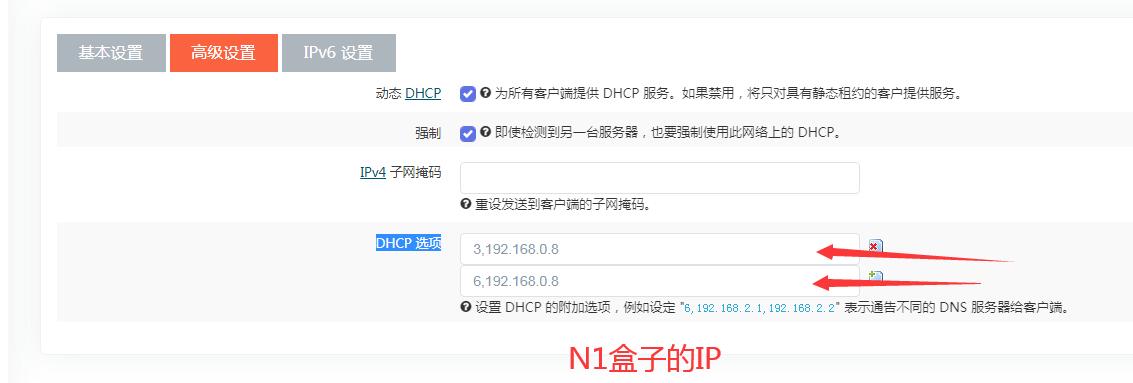 基本设置 高级设置 IPv6 设置
动态 DHCP 为所有客户端提供 DHCP 服务。如果禁用，将只对具有静态租约的客户提供服务。
强制 即使检测到另一台服务器，也要强制使用此网络上的 DHCP。
IPv4 子网掩码
重设发送到客户端的子网掩码。
DHCP 选项 3,192.168.0.8
6,192.168.0.8
设置 DHCP 的附加选项，例如设定 "6,192.168.2.1,192.168.2.2" 表示通告不同的 DNS 服务器给客户端。
N1盒子的IP